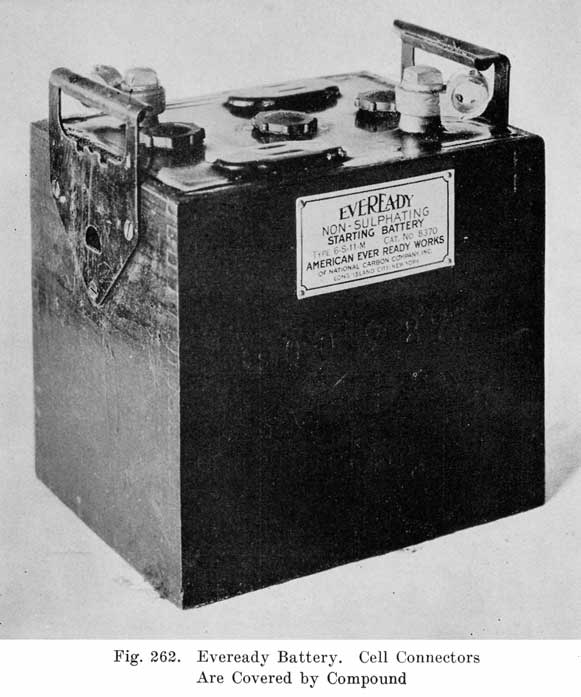 EVEREADY
NON-SULPHATING
STARTING BATTERY
TYPE 6-S-11-M CAT. NO. 8370
AMERICAN EVER READY WORKS
OF NATIONAL CARBON COMPANY, INC.
LONG ISLAND CITY, NEW YORK
Fig. 262. Eveready Battery. Cell Connectors
Are Covered by Compound